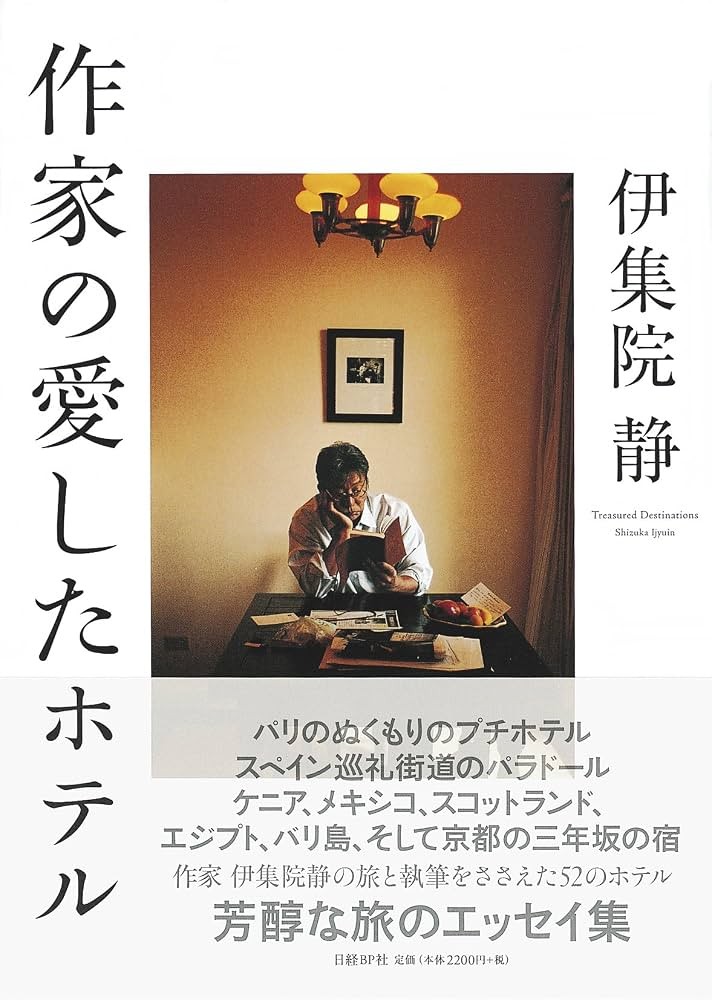 作家の愛したホテル
伊集院 静
Treasured Destinations
Shizuka Ijyuin
パリのぬくもりのプチホテル
スペイン巡礼街道のパラドール
ケニア、メキシコ、スコットランド、
エジプト、バリ島、そして京都の三年坂の宿
作家 伊集院静の旅と執筆をささえた52のホテル
芳醇な旅のエッセイ集
日経BP社 定価(本体2200円+税)